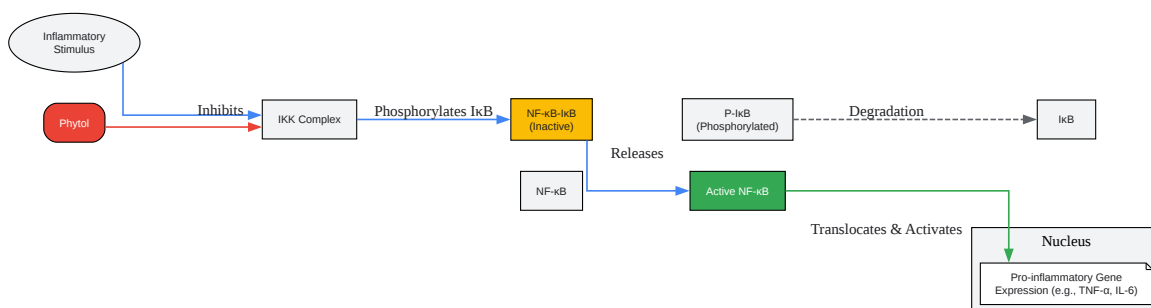 Inflammatory
Stimulus
Phytol
Inhibits
IKK Complex
Phosphorylates IκB
NF-κB-IκB
(Inactive)
P-IκB
(Phosphorylated)
Degradation
IκB
Releases
NF-κB
Active NF-κB
Translocates & Activates
Nucleus
Pro-inflammatory Gene
Expression (e.g., TNF-α, IL-6)